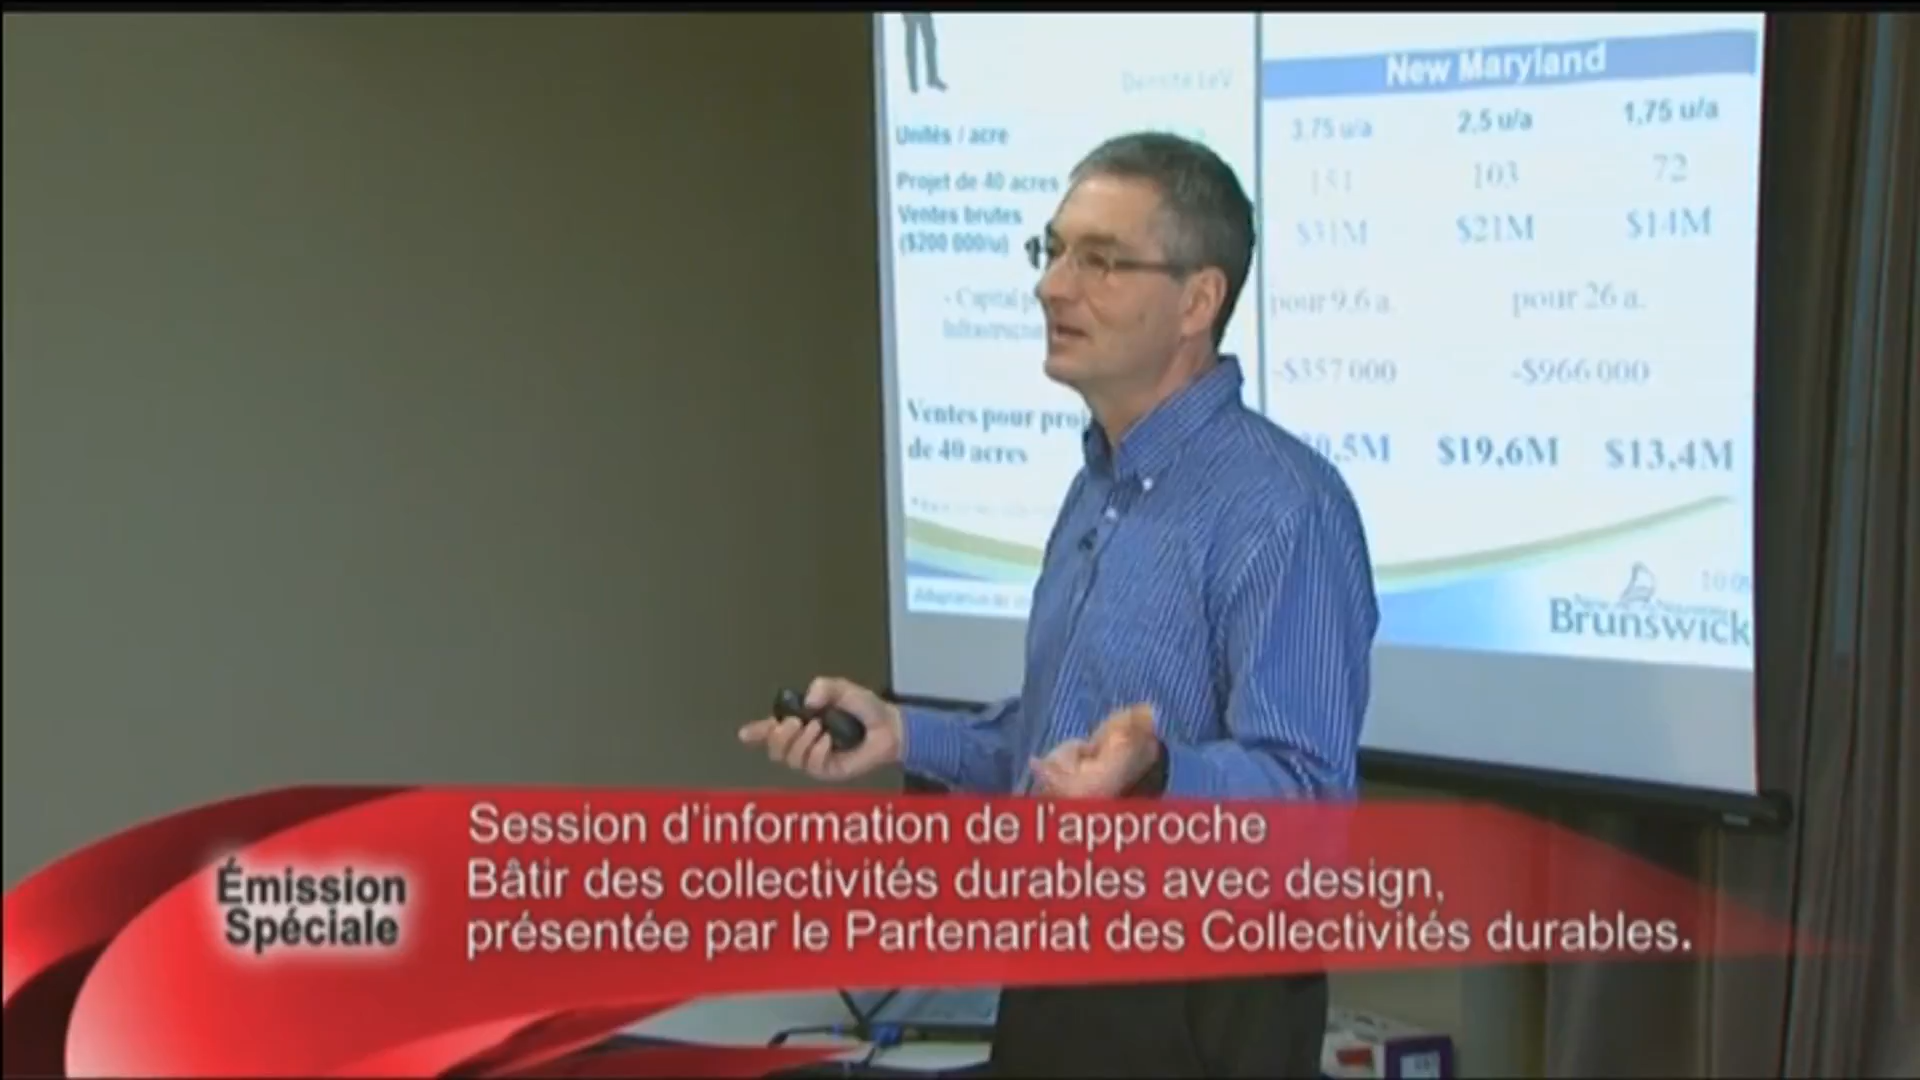 New Maryland
Densité
Unités / acre
3,75 u/a
2,5 u/a
1,75 u/a
Projet de 40 acres
151
103
72
Ventes brutes
($200 000/u)
$31M
$21M
$14M
- Capital
pour 9,6 a.
pour 26 a.
-$357 000
-$966 000
Ventes pour
de 40 acres
$19,6M
$13,4M
Brunswick
Émission
Spéciale
Session d'information de l'approche
Bâtir des collectivités durables avec design,
présentée par le Partenariat des Collectivités durables.